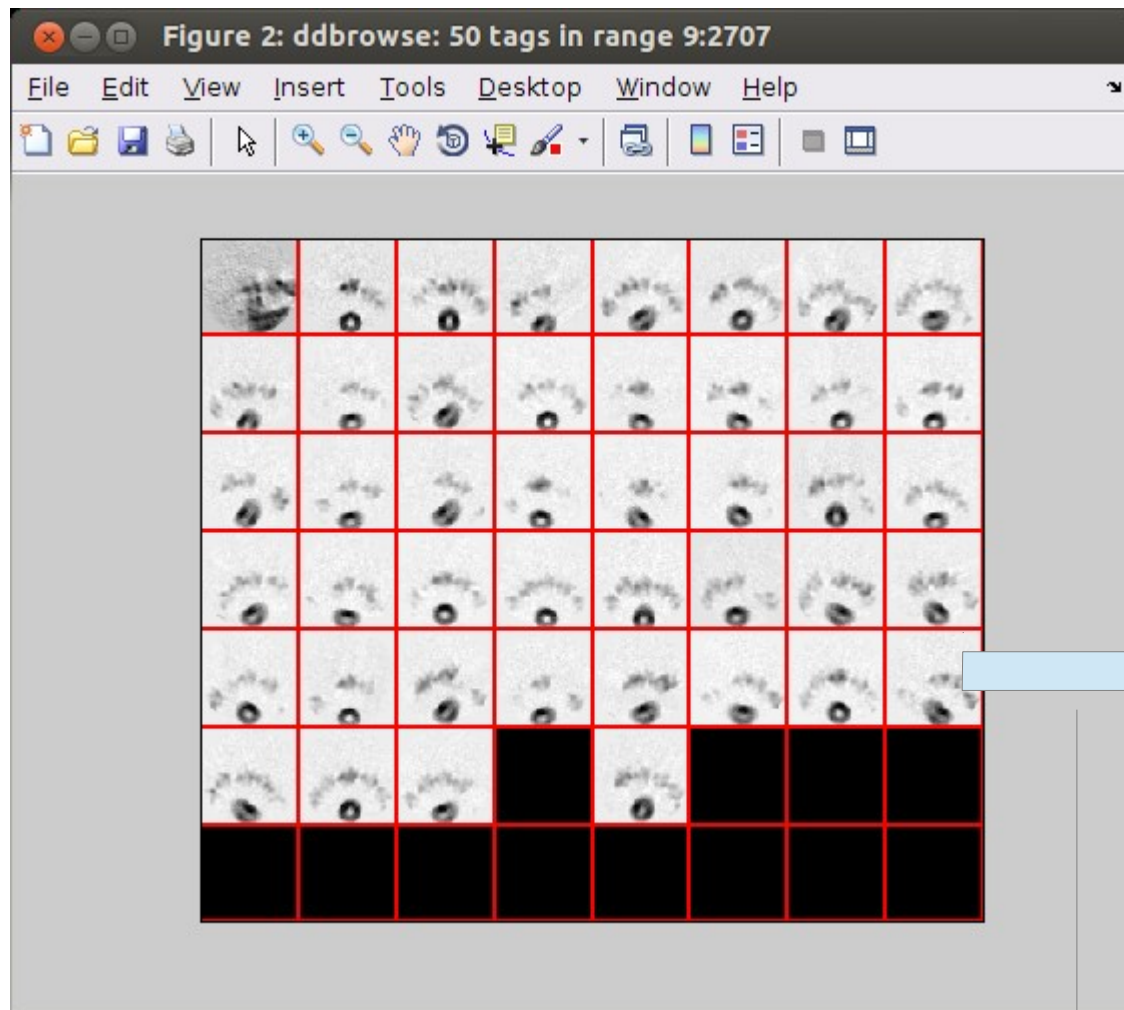 Figure 2: ddbrowse: 50 tags in range 9:2707
File Edit View Insert Tools Desktop Window Help